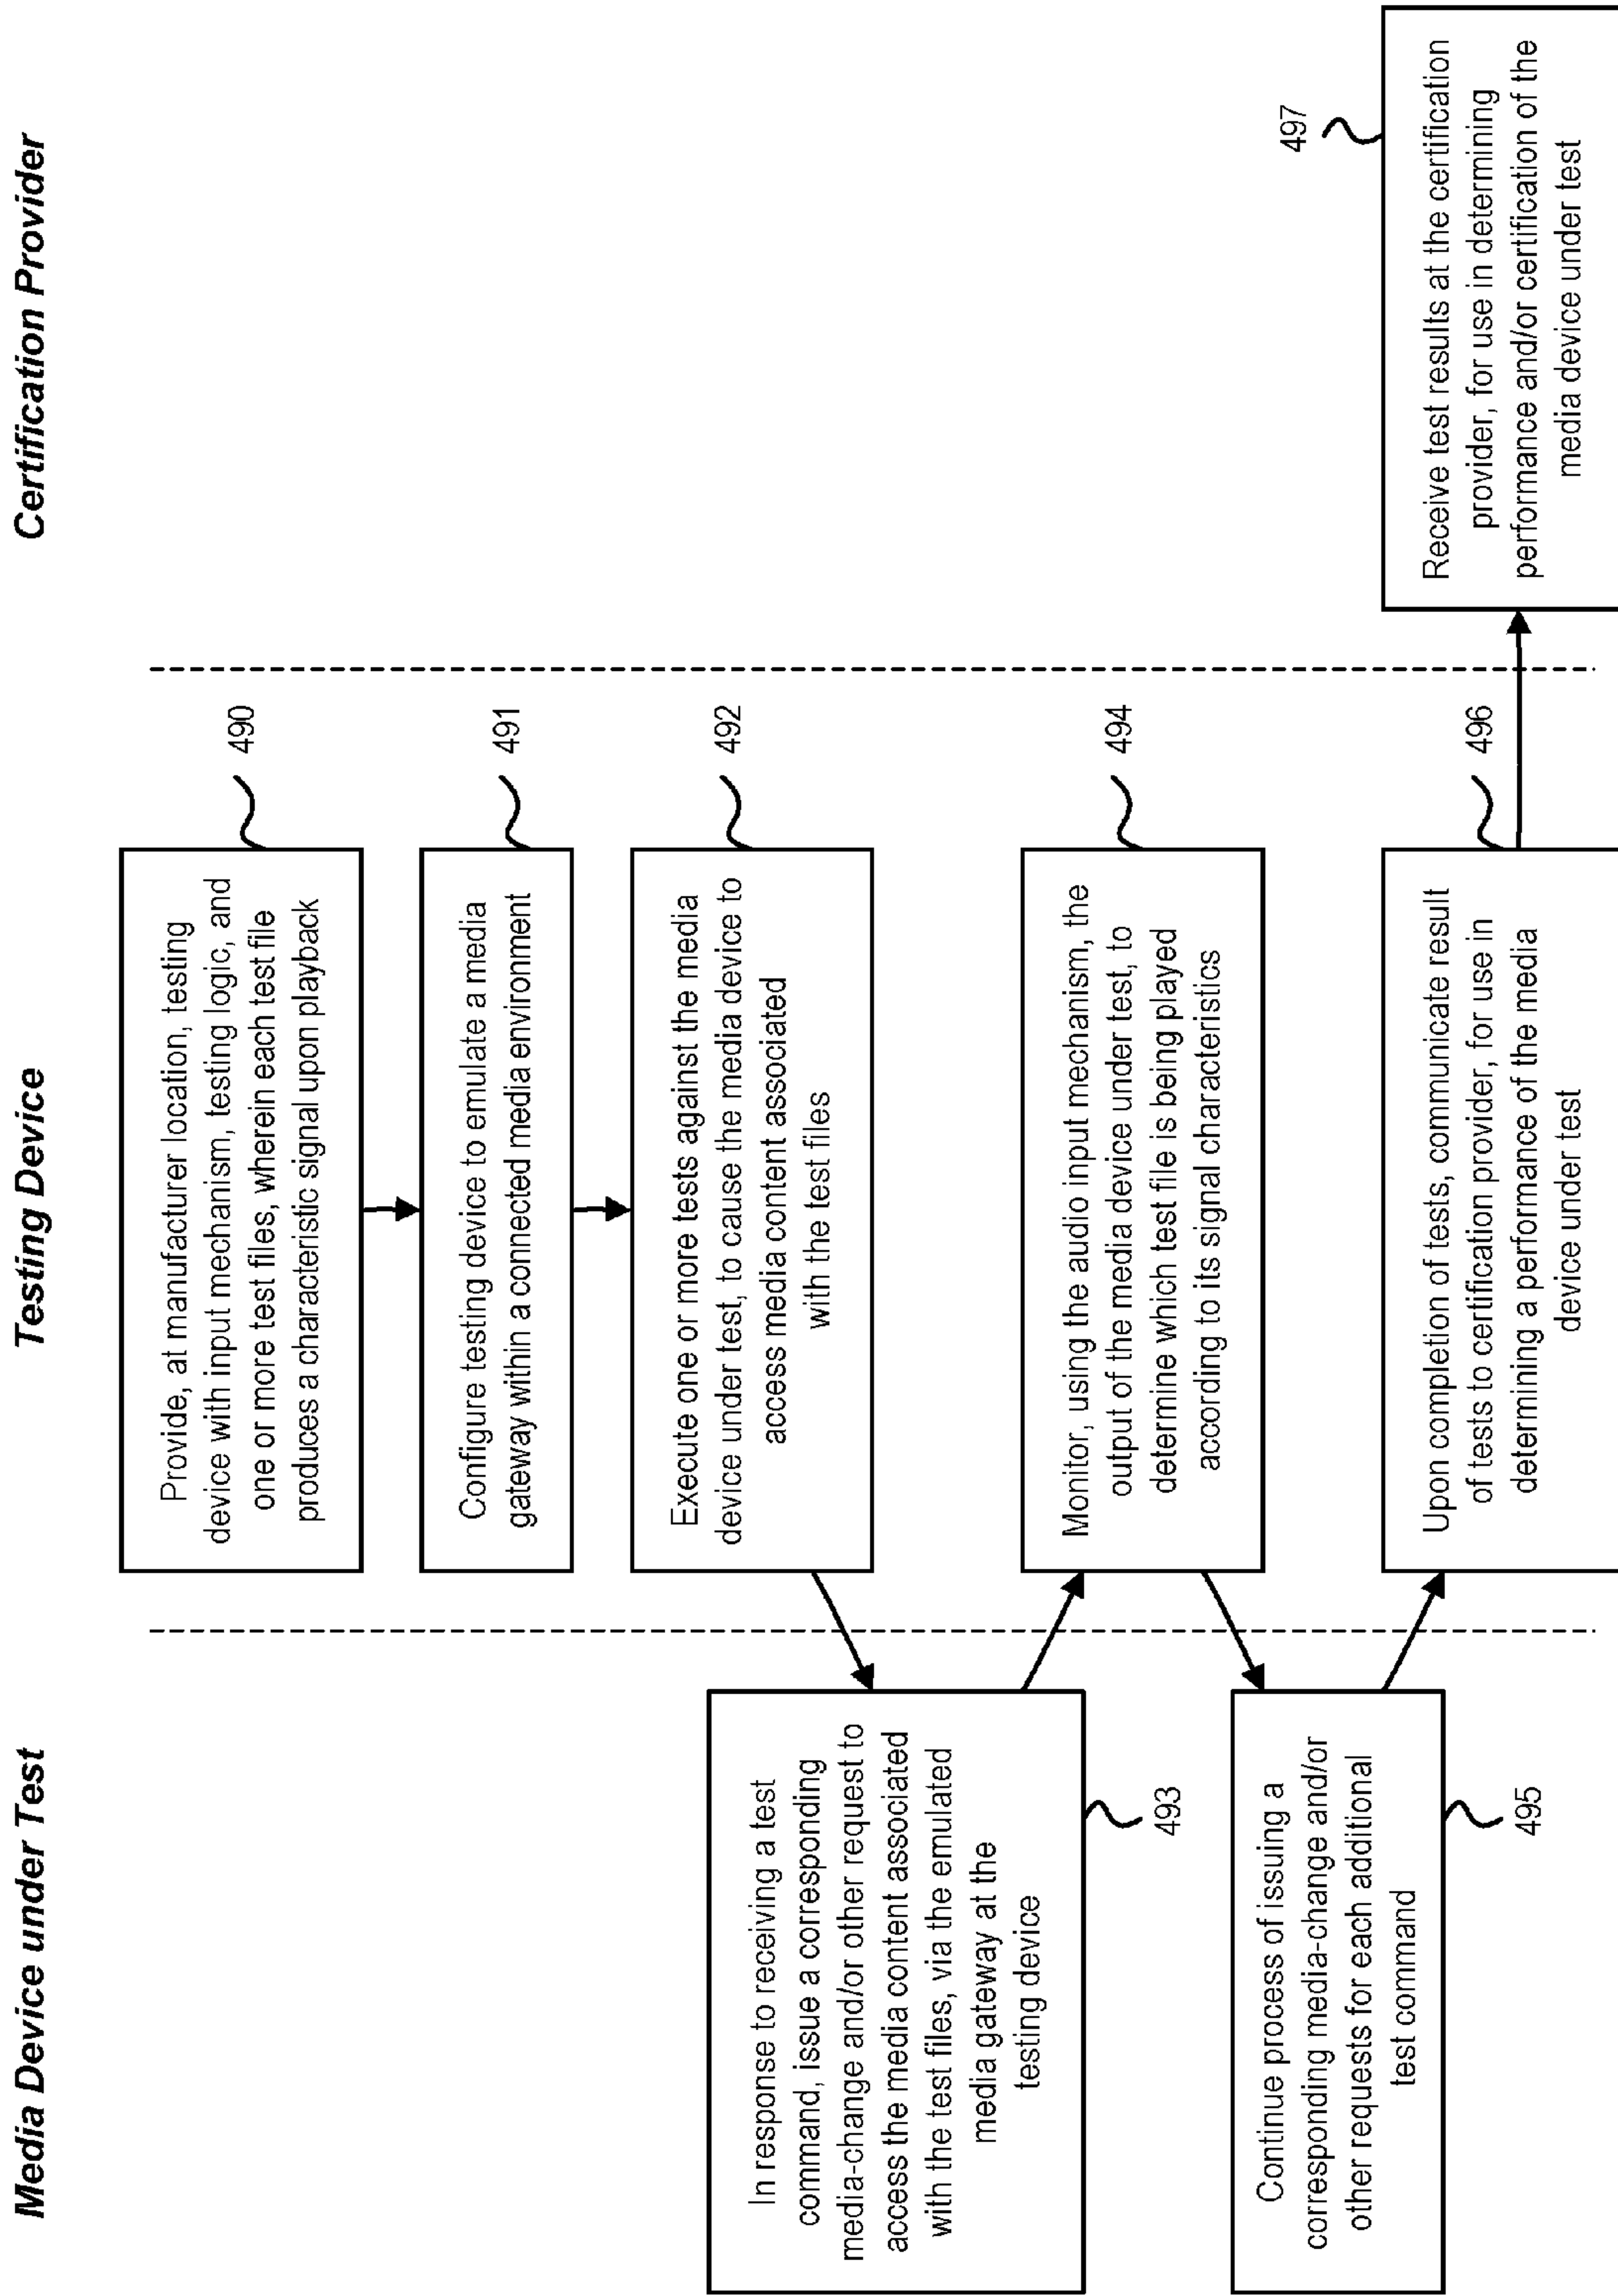 Media Device under Test
Testing Device
Certification Provider
Provide, at manufacturer location, testing
device with input mechanism, testing logic, and
one or more test files, wherein each test file
produces a characteristic signal upon playback
490
Configure testing device to emulate a media
gateway within a connected media environment
491
Execute one or more tests against the media
device under test, to cause the media device to
access media content associated
with the test files
492
In response to receiving a test
command, issue a corresponding
media-change and/or other request to
access the media content associated
with the test files, via the emulated
media gateway at the
testing device
493
Monitor, using the audio input mechanism, the
output of the media device under test, to
determine which test file is being played
according to its signal characteristics
494
Continue process of issuing a
corresponding media-change and/or
other requests for each additional
test command
495
Upon completion of tests, communicate result
of tests to certification provider, for use in
determining a performance of the media
device under test
496
Receive test results at the certification
provider, for use in determining
performance and/or certification of the
media device under test
497